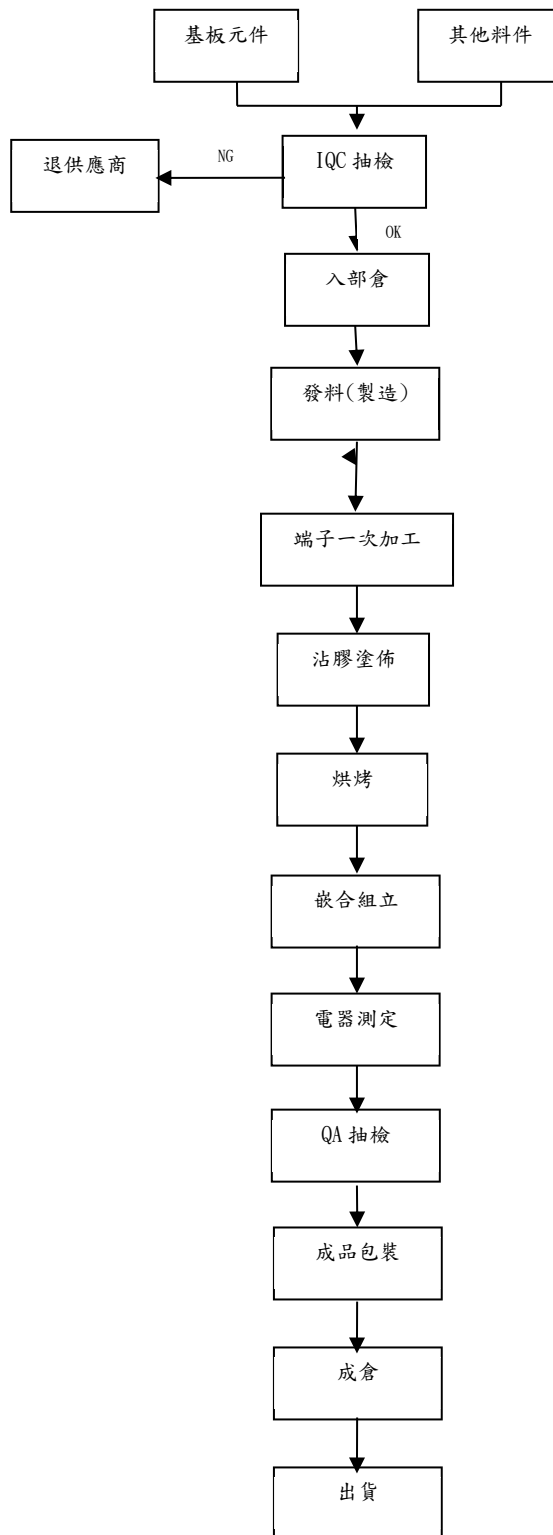 基板元件
其他料件
退供應商
NG
IQC 抽檢
OK
入部倉
發料(製造)
端子一次加工
沾膠塗佈
烘烤
嵌合組立
電器測定
QA 抽檢
成品包裝
成倉
出貨